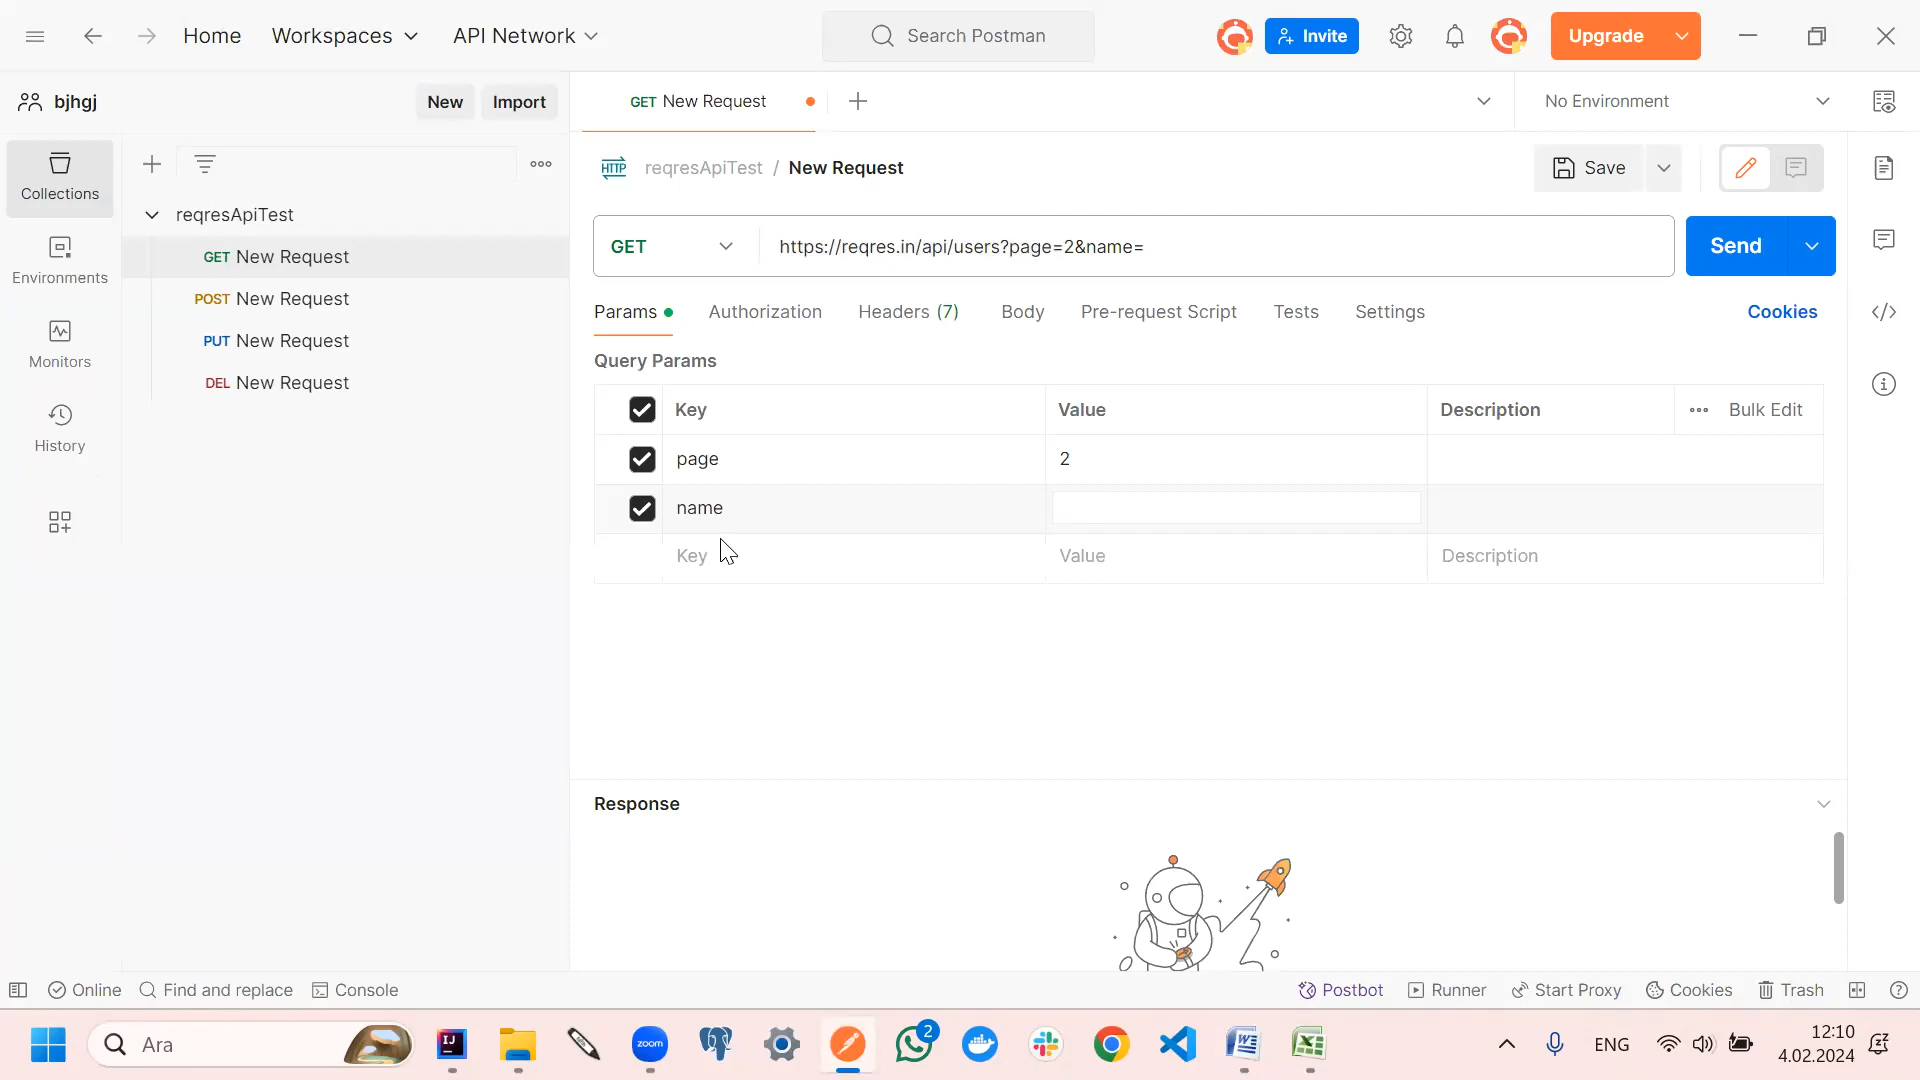 Home Workspaces API Network Search Postman Invite Upgrade
bjhgj New Import GET New Request No Environment
HTTP reqresApiTest / New Request Save
Collections
reqresApiTest
GET New Request
POST New Request
PUT New Request
DEL New Request
Environments
Monitors
History
GET https://reqres.in/api/users?page=2&name= Send
Params Authorization Headers (7) Body Pre-request Script Tests Settings Cookies
Query Params
Key Value Description Bulk Edit
page 2
name
Key Value Description
Response
Online Find and replace Console Postbot Runner Start Proxy Cookies Trash
Ara IJ zoom 2 ENG 12:10
4.02.2024